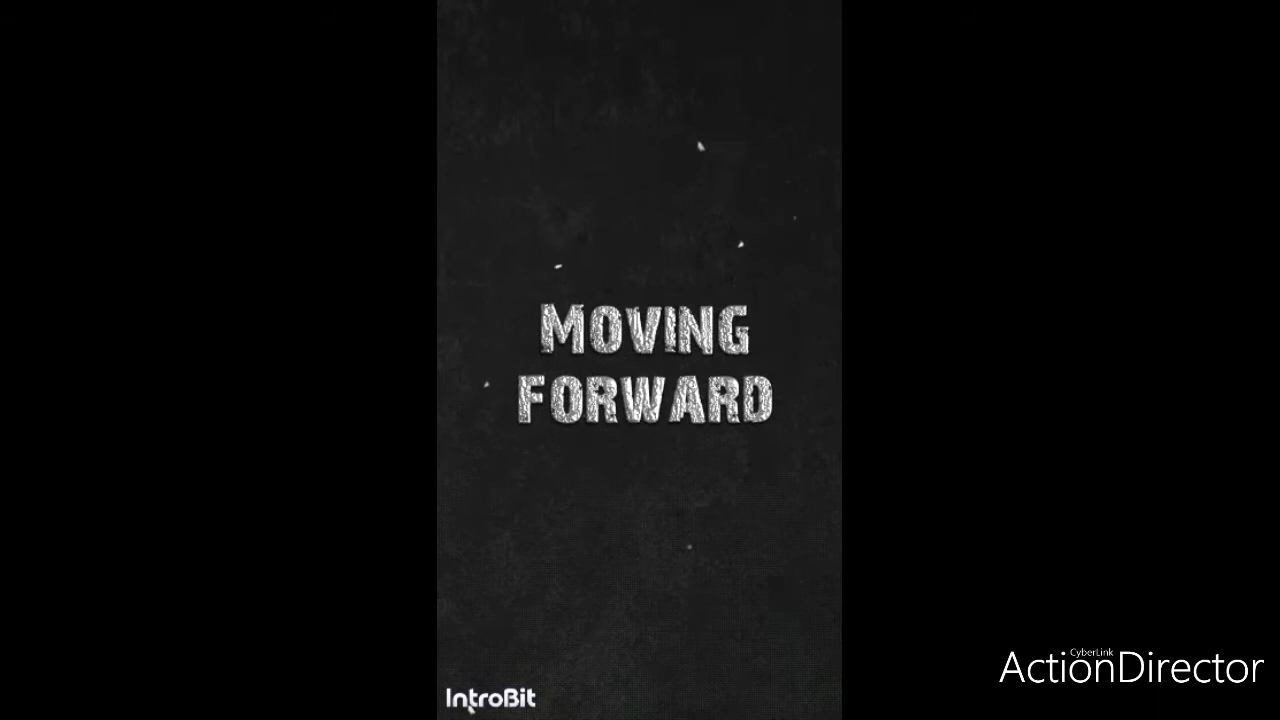 MOVING
FORWARD
IntroBit
CyberLink
ActionDirector